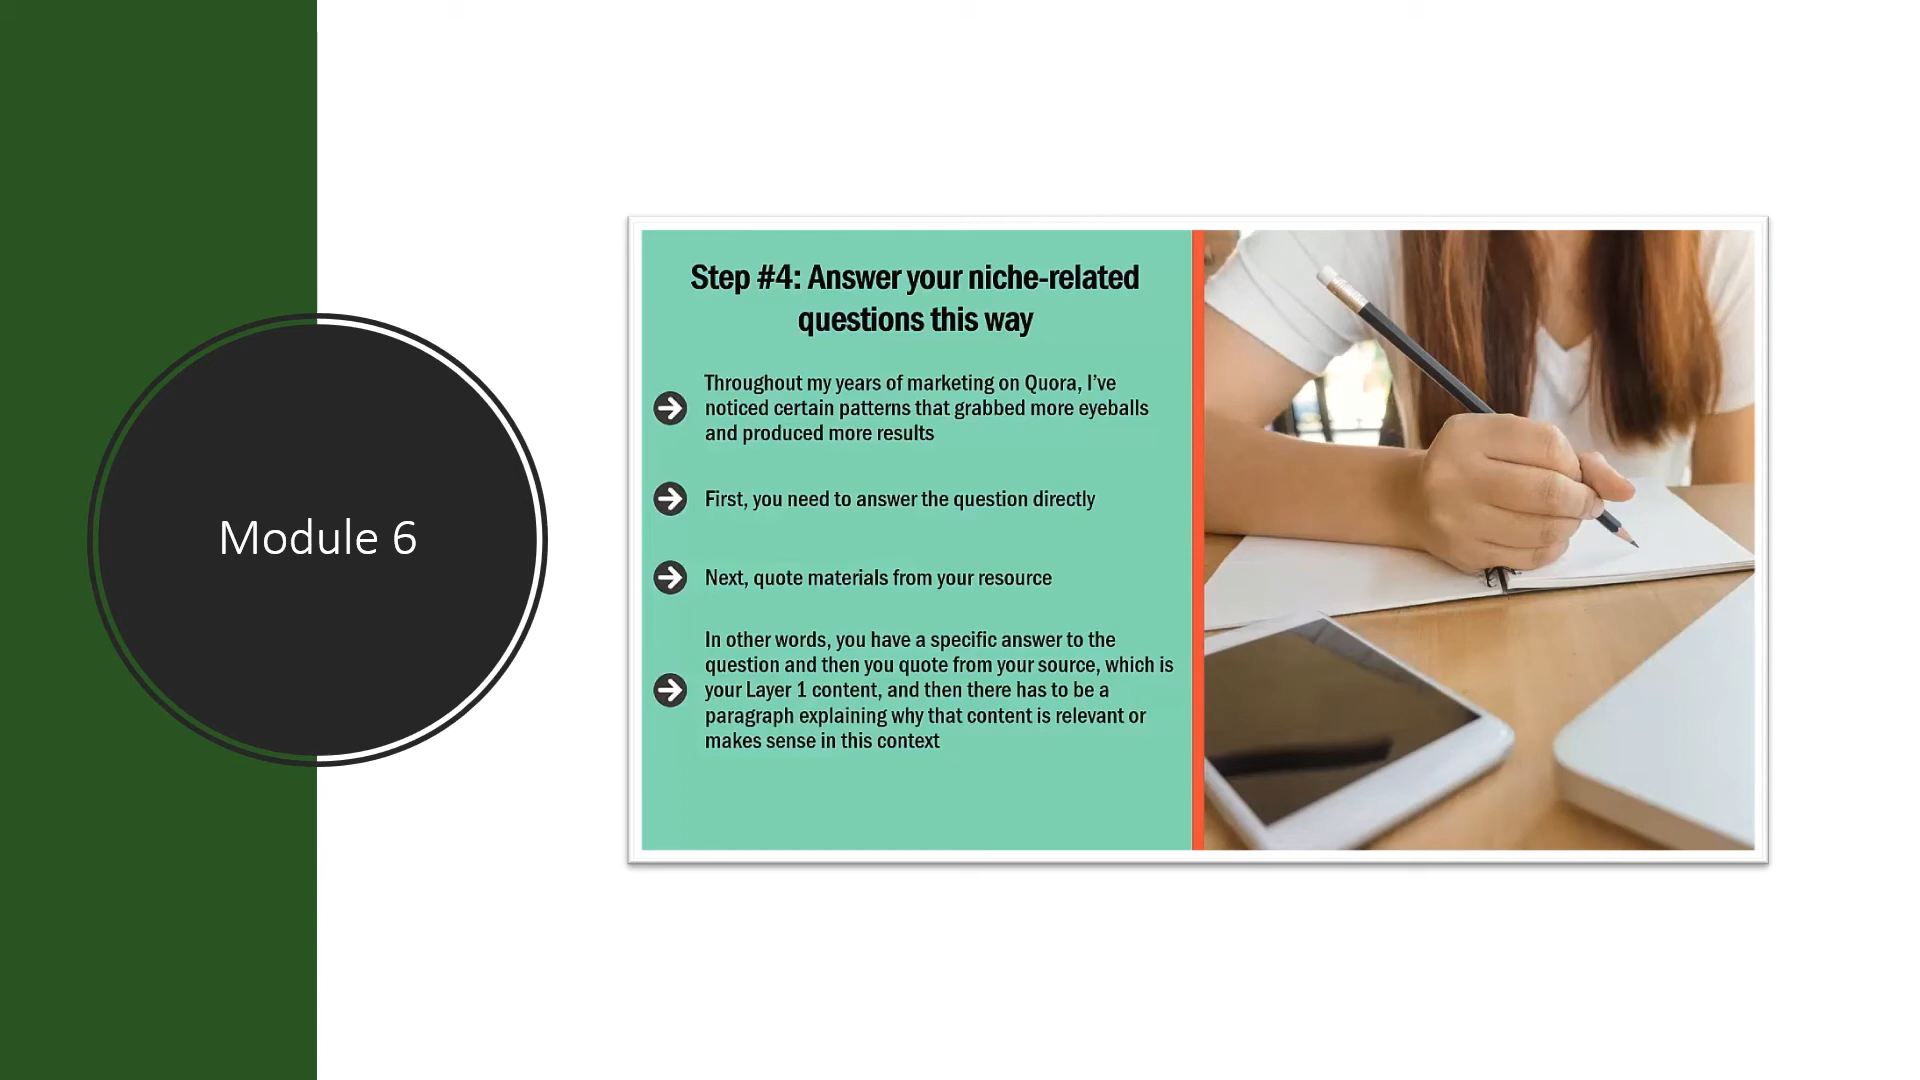 Module 6
Step #4: Answer your niche-related
questions this way
Throughout my years of marketing on Quora, I’ve
noticed certain patterns that grabbed more eyeballs
and produced more results
First, you need to answer the question directly
Next, quote materials from your resource
In other words, you have a specific answer to the
question and then you quote from your source, which is
your Layer 1 content, and then there has to be a
paragraph explaining why that content is relevant or
makes sense in this context